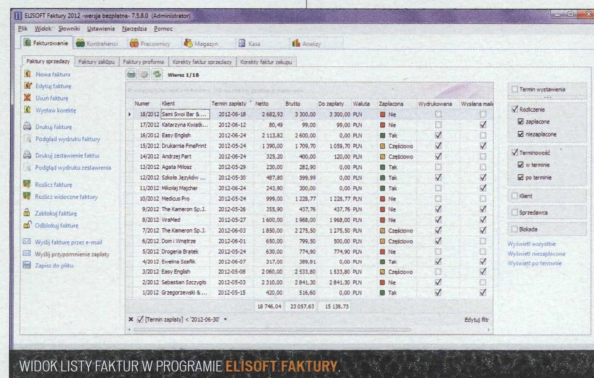 ELISOFT Faktury 2012 -wersja bezpłatna- 7.5.8.0 (Administrator)
Plik Widok Słowniki Ustawienia Narzędzia Pomoc
Fakturowanie Kontrahenci Pracownicy Magazyn Kasa Analizy
Faktury sprzedaży Faktury zakupu Faktury proforma Korekty faktur sprzedaży Korekty faktur zakupu
Nowa faktura
Edytuj fakturę
Usuń fakturę
Wystaw korektę
Drukuj fakturę
Podgląd wydruku faktury
Drukuj zestawienie faktur
Podgląd wydruku zestawienia
Rozlicz fakturę
Rozlicz widoczne faktury
Zablokuj fakturę
Odblokuj fakturę
Wyślij fakturę przez e-mail
Wyślij przypomnienie zapłaty
Zapisz do pliku
Wiersz 1/18
Numer Klient Termin zapłaty Netto Brutto Do zapłaty Waluta Zapłacona Wydrukowana Wysłana mailem
18/2012 Sami Swoi Bar & ... 2012-06-18 2 682,93 3 300,00 3 300,00 PLN Nie
17/2012 Katarzyna Kwiatk... 2012-06-12 80,49 99,00 99,00 PLN Nie
16/2012 Easy English 2012-06-24 2 113,82 2 600,00 0,00 PLN Tak
15/2012 Drukarnia FinePrint 2012-05-24 1 390,00 1 709,70 1 059,70 PLN Częściowo
14/2012 Andrzej Part 2012-06-24 325,20 400,00 120,00 PLN Częściowo
12/2012 Agata Miłosz 2012-05-29 230,00 282,90 0,00 PLN Tak
12/2012 Szkoła Języków ... 2012-05-30 487,80 599,99 0,00 PLN Tak
11/2012 Mikołaj Majcher 2012-06-24 243,90 300,00 0,00 PLN Tak
10/2012 Medicus Pro 2012-05-24 999,00 1 228,77 1 228,77 PLN Nie
9/2012 The Kameron Sp.J. 2012-05-26 355,90 437,76 437,76 PLN Nie
8/2012 ViroMed 2012-05-27 1 600,00 1 968,00 1 968,00 PLN Nie
7/2012 The Kameron Sp.J. 2012-06-03 1 850,00 2 275,50 1 275,50 PLN Częściowo
6/2012 Dom i Wnętrze 2012-06-01 650,00 799,50 500,00 PLN Częściowo
5/2012 Drogeria Bratek 2012-05-24 630,00 774,90 774,90 PLN Nie
4/2012 Ewelina Szafik 2012-06-07 317,00 389,91 0,00 PLN Tak
3/2012 Easy English 2012-05-08 2 060,00 2 533,80 1 533,80 PLN Częściowo
2/2012 Sebastian Szczygło 2012-05-03 2 310,00 2 841,30 2 841,30 PLN Nie
1/2012 Grzegorzewski & ... 2012-05-15 420,00 516,60 0,00 PLN Tak
18 746,04 23 057,63 15 138,73
[Termin zapłaty] < '2012-06-30' Edytuj filtr
Termin wystawienia
Rozliczenie
zapłacone
niezapłacone
Terminowość
w terminie
po terminie
Klient
Sprzedawca
Blokada
Wyświetl wszystkie
Wyświetl niezapłacone
Wyświetl po terminie
WIDOK LISTY FAKTUR W PROGRAMIE ELISOFT FAKTURY.